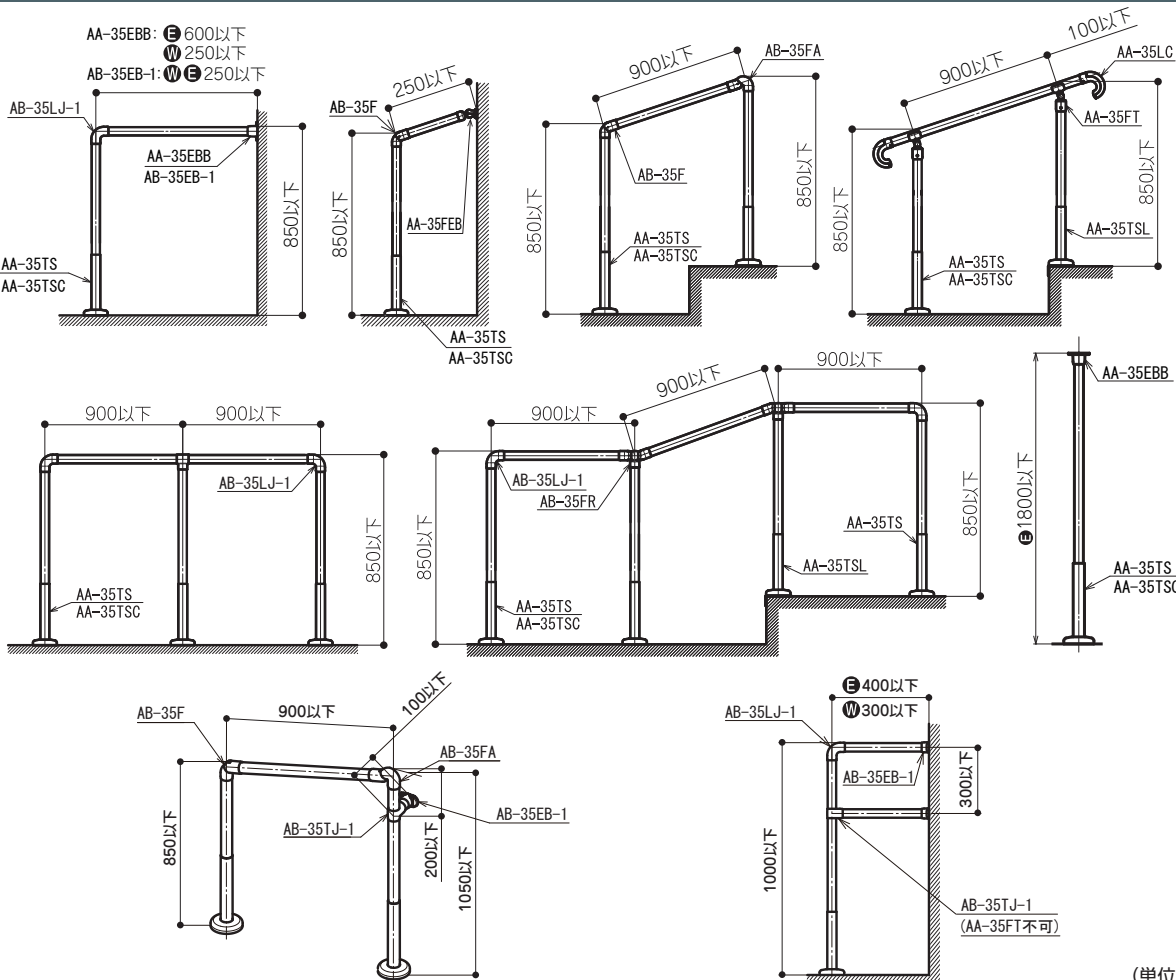 AA-35EBB: E 600以下
W 250以下
AB-35EB-1: W E 250以下
AB-35LJ-1
AA-35EBB
AB-35EB-1
850以下
AA-35TS
AA-35TSC
AB-35F
250以下
AA-35FEB
850以下
AA-35TS
AA-35TSC
900以下
AB-35FA
AB-35F
850以下
850以下
AA-35TS
AA-35TSC
900以下
100以下
AA-35LC
AA-35FT
850以下
850以下
AA-35TSL
AA-35TS
AA-35TSC
900以下
900以下
AB-35LJ-1
850以下
AA-35TS
AA-35TSC
900以下
900以下
900以下
AB-35LJ-1
AB-35FR
850以下
850以下
AA-35TS
AA-35TSL
AA-35TS
AA-35TSC
AA-35EBB
E 1800以下
AA-35TS
AA-35TSC
AB-35F
900以下
100以下
AB-35FA
AB-35EB-1
AB-35TJ-1
850以下
200以下
1050以下
E 400以下
W 300以下
AB-35LJ-1
AB-35EB-1
300以下
1000以下
AB-35TJ-1
(AA-35FT不可)
(単位